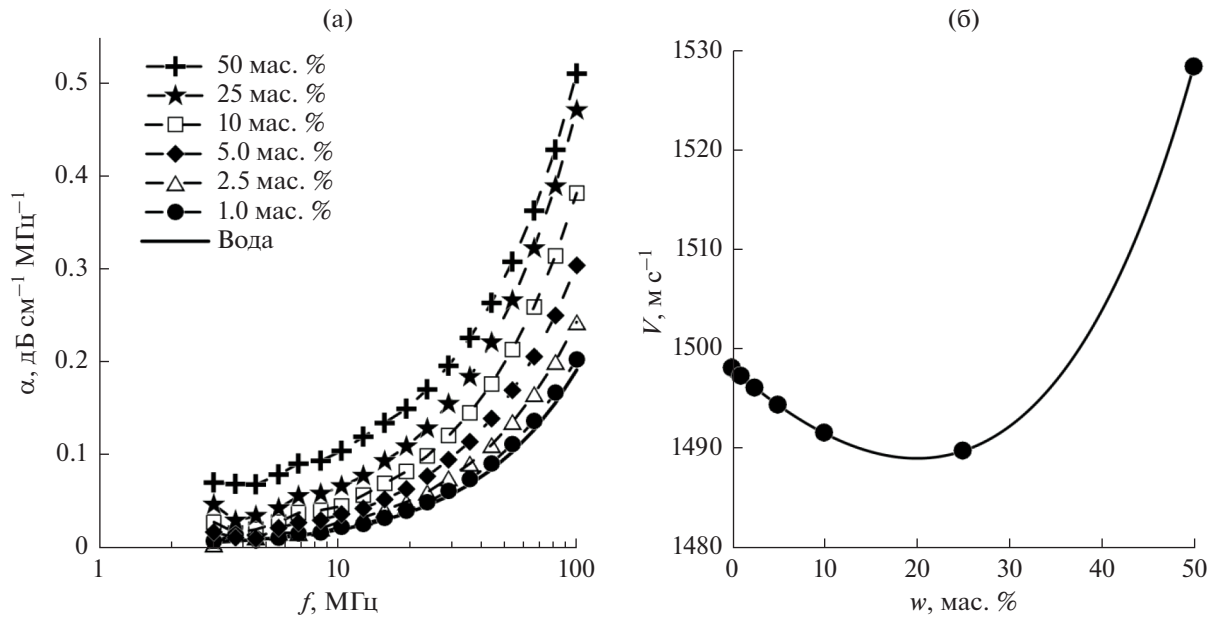 (а)
(б)
α, дБ см⁻¹ МГц⁻¹
0.5
0.4
0.3
0.2
0.1
0
50 мас. %
25 мас. %
10 мас. %
5.0 мас. %
2.5 мас. %
1.0 мас. %
Вода
1
10
100
f, МГц
V, м с⁻¹
1530
1520
1510
1500
1490
1480
0
10
20
30
40
50
w, мас. %